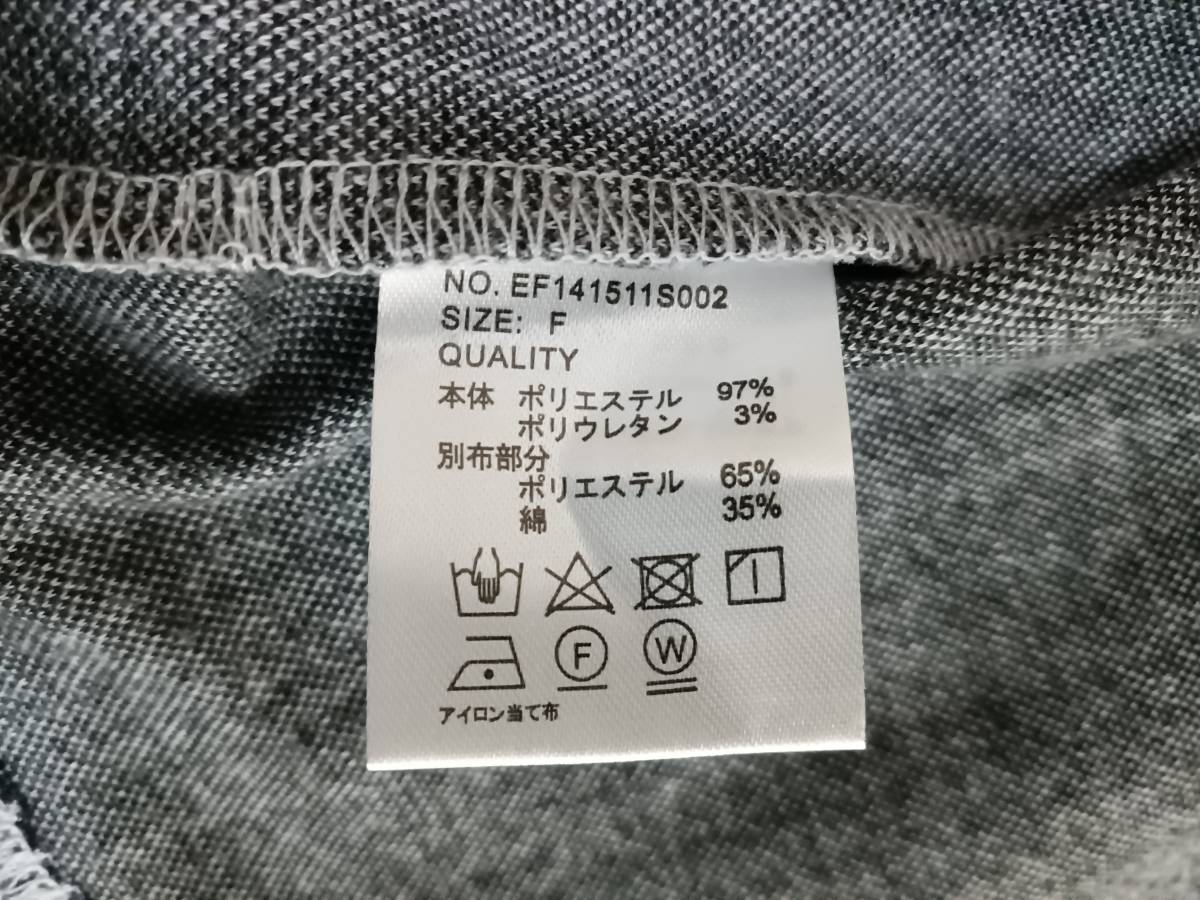 NO. EF141511S002
SIZE: F
QUALITY
本体 ポリエステル 97%
ポリウレタン 3%
別布部分
ポリエステル 65%
綿 35%
F W
アイロン当て布